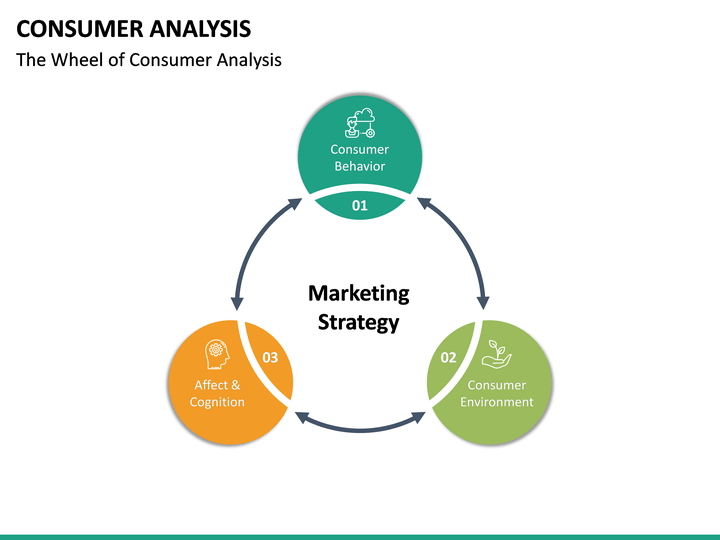 CONSUMER ANALYSIS
The Wheel of Consumer Analysis
Consumer
Behavior
01
Marketing
Strategy
03
Affect &
Cognition
02
Consumer
Environment